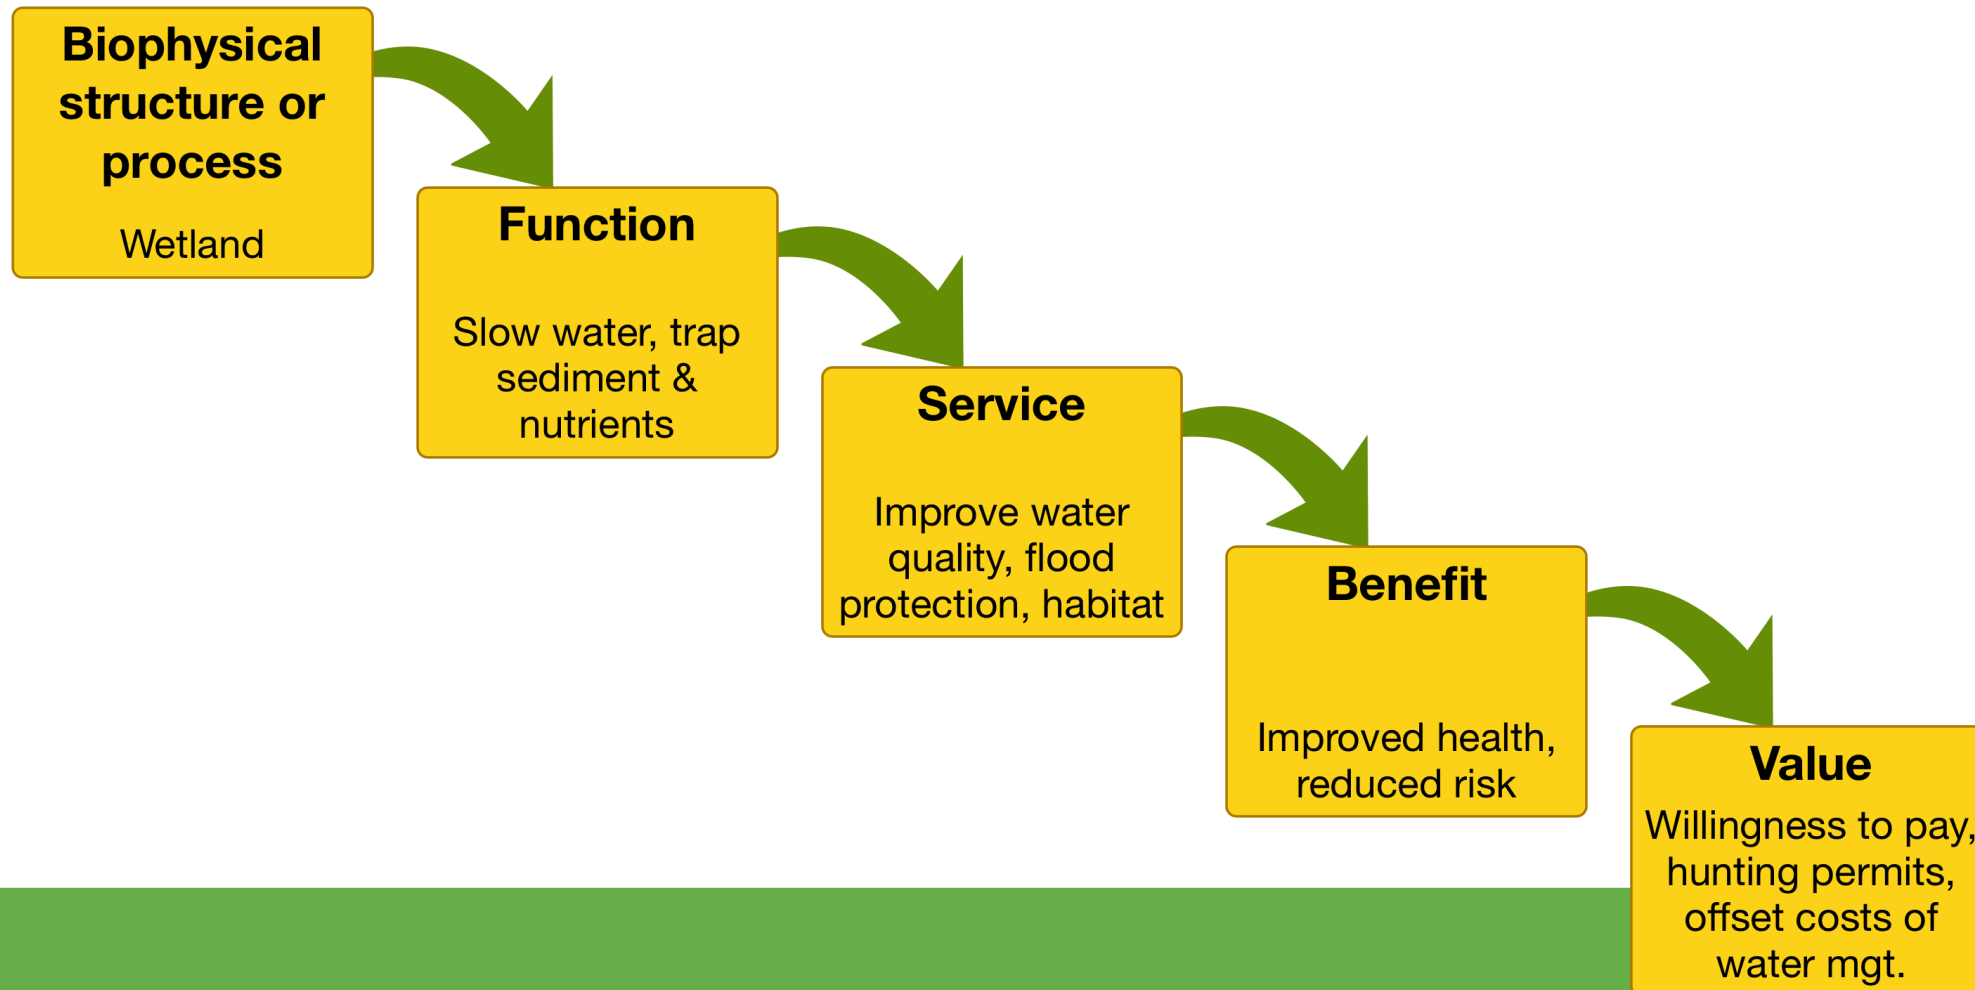 Biophysical
structure or
process
Wetland
Function
Slow water, trap
sediment &
nutrients
Service
Improve water
quality, flood
protection, habitat
Benefit
Improved health,
reduced risk
Value
Willingness to pay,
hunting permits,
offset costs of
water mgt.